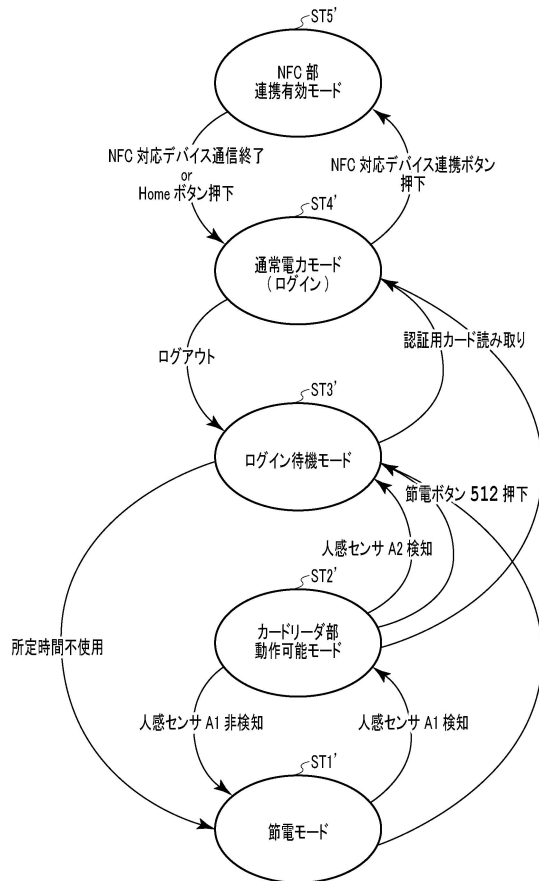 ST5'
NFC 部
連携有効モード
NFC 対応デバイス通信終了
or
Home ボタン押下
NFC 対応デバイス連携ボタン
押下
ST4'
通常電力モード
( ログイン )
ログアウト
認証用カード読み取り
ST3'
ログイン待機モード
節電ボタン 512 押下
人感センサ A2 検知
ST2'
カードリーダ部
動作可能モード
所定時間不使用
人感センサ A1 非検知
人感センサ A1 検知
ST1'
節電モード